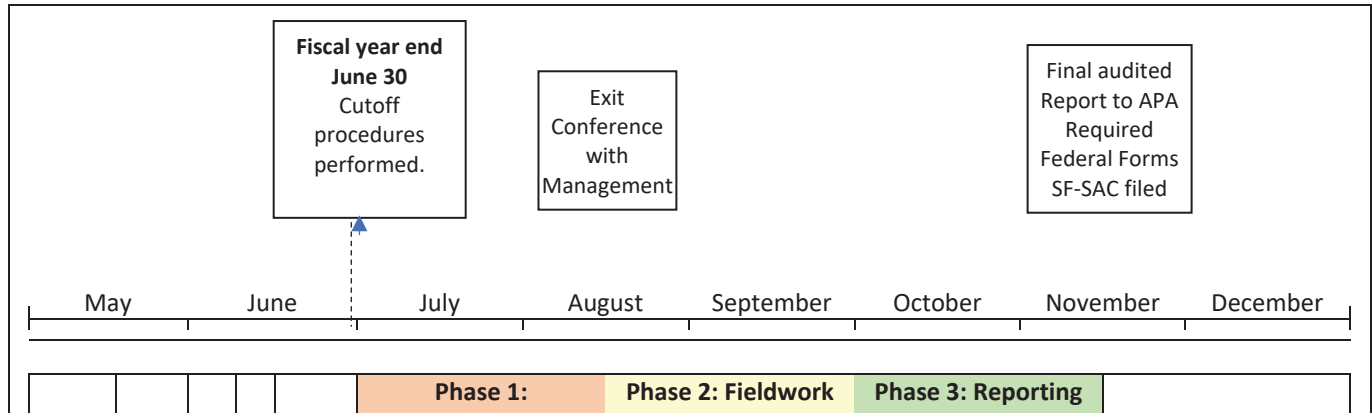 Fiscal year end
June 30
Cutoff
procedures
performed.
Exit
Conference
with
Management
Final audited
Report to APA
Required
Federal Forms
SF-SAC filed
May June July August September October November December
Phase 1: Phase 2: Fieldwork Phase 3: Reporting